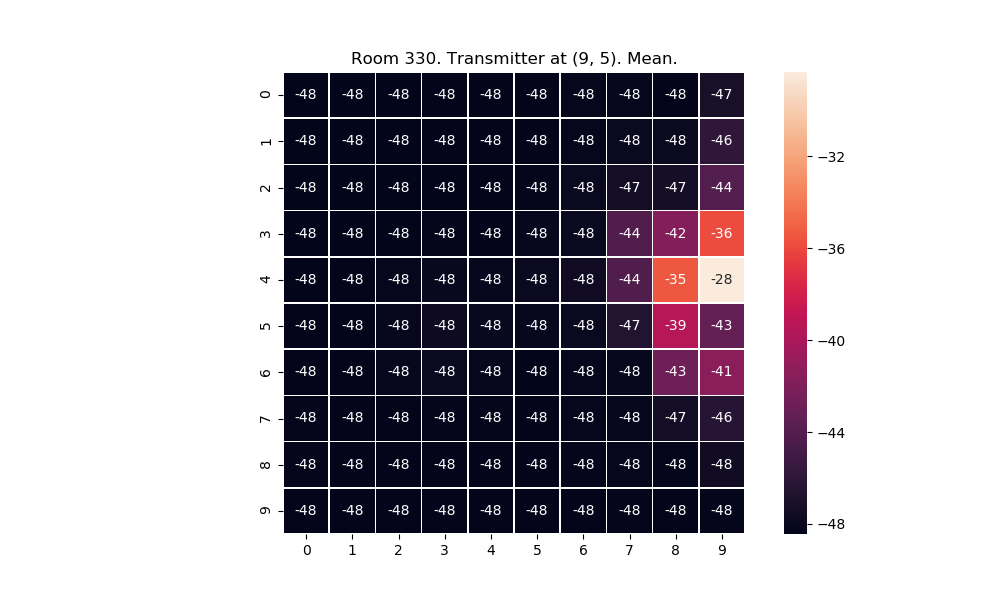 Room 330. Transmitter at (9, 5). Mean.
0 -48 -48 -48 -48 -48 -48 -48 -48 -48 -47
1 -48 -48 -48 -48 -48 -48 -48 -48 -48 -46
2 -48 -48 -48 -48 -48 -48 -48 -47 -47 -44
3 -48 -48 -48 -48 -48 -48 -48 -44 -42 -36
4 -48 -48 -48 -48 -48 -48 -48 -44 -35 -28
5 -48 -48 -48 -48 -48 -48 -48 -47 -39 -43
6 -48 -48 -48 -48 -48 -48 -48 -48 -43 -41
7 -48 -48 -48 -48 -48 -48 -48 -48 -47 -46
8 -48 -48 -48 -48 -48 -48 -48 -48 -48 -48
9 -48 -48 -48 -48 -48 -48 -48 -48 -48 -48
0 1 2 3 4 5 6 7 8 9
−32
−36
−40
−44
−48